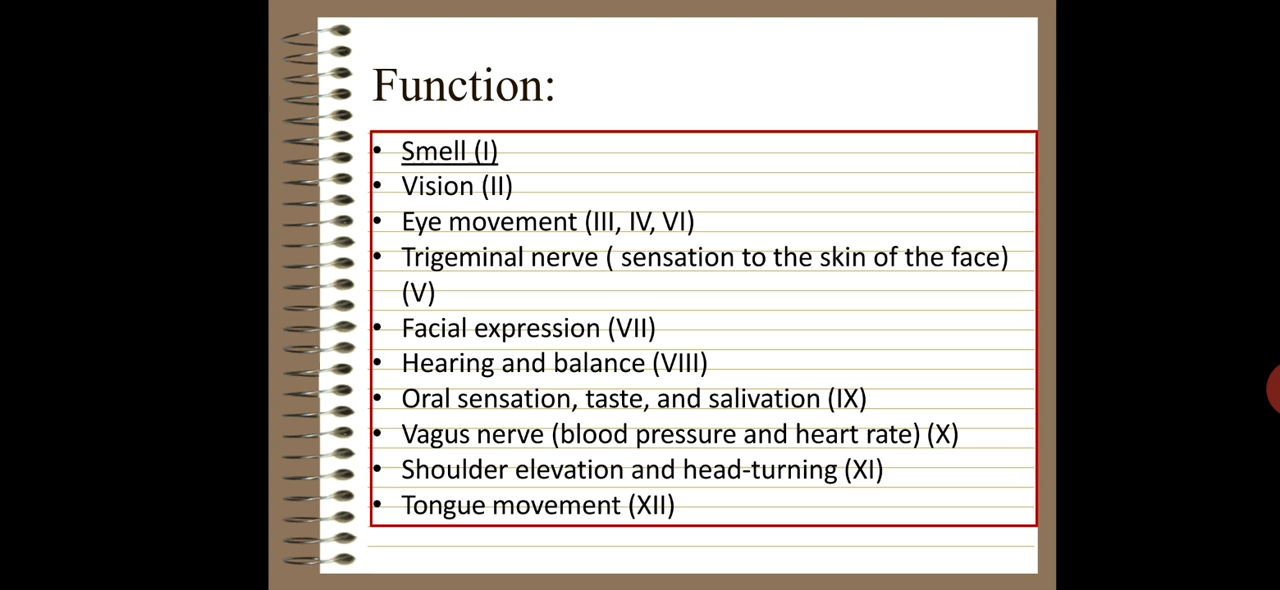 Function:
• Smell (I)
• Vision (II)
• Eye movement (III, IV, VI)
• Trigeminal nerve ( sensation to the skin of the face)
(V)
• Facial expression (VII)
• Hearing and balance (VIII)
• Oral sensation, taste, and salivation (IX)
• Vagus nerve (blood pressure and heart rate) (X)
• Shoulder elevation and head-turning (XI)
• Tongue movement (XII)